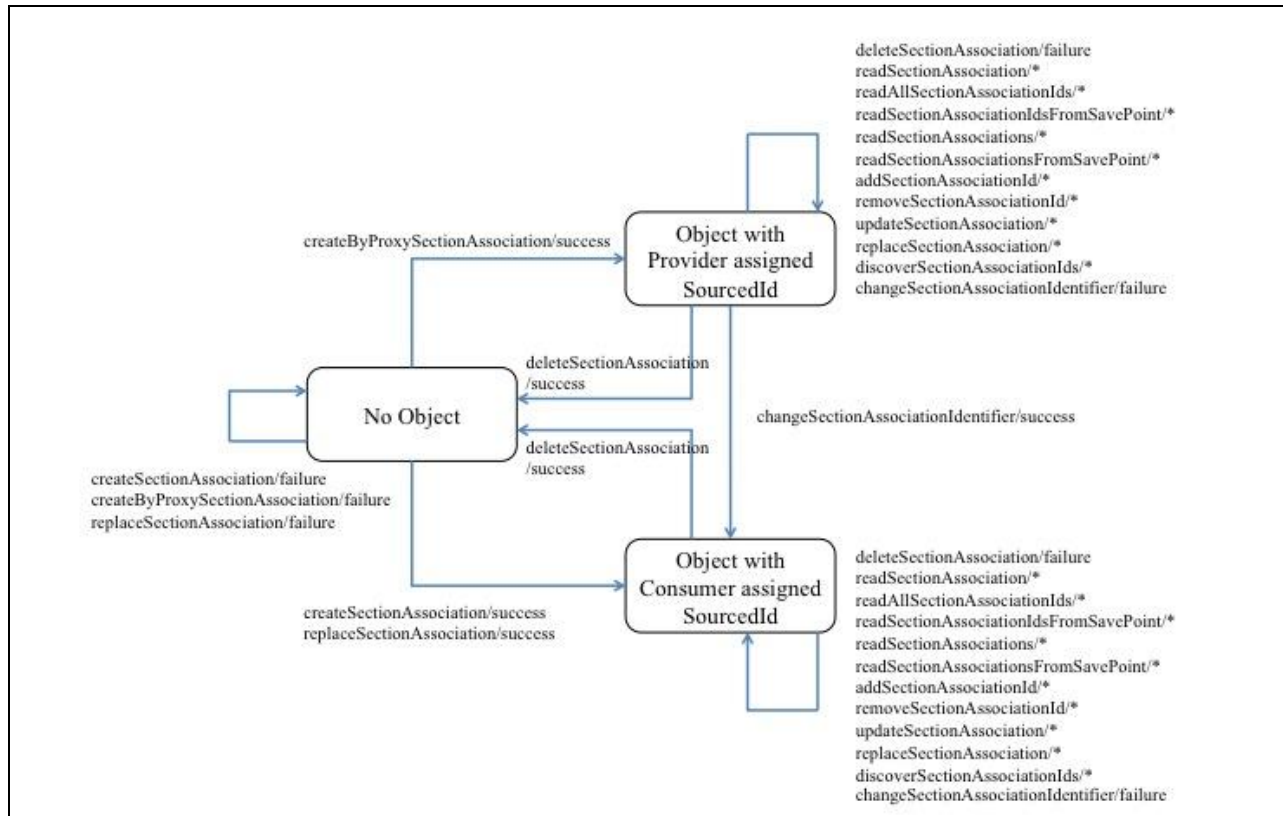 deleteSectionAssociation/failure
readSectionAssociation/*
readAllSectionAssociationIds/*
readSectionAssociationIdsFromSavePoint/*
readSectionAssociations/*
readSectionAssociationsFromSavePoint/*
addSectionAssociationId/*
removeSectionAssociationId/*
updateSectionAssociation/*
replaceSectionAssociation/*
discoverSectionAssociationIds/*
changeSectionAssociationIdentifier/failure
createByProxySectionAssociation/success
Object with
Provider assigned
SourcedId
deleteSectionAssociation
/success
No Object
changeSectionAssociationIdentifier/success
deleteSectionAssociation
/success
createSectionAssociation/failure
createByProxySectionAssociation/failure
replaceSectionAssociation/failure
Object with
Consumer assigned
SourcedId
createSectionAssociation/success
replaceSectionAssociation/success
deleteSectionAssociation/failure
readSectionAssociation/*
readAllSectionAssociationIds/*
readSectionAssociationIdsFromSavePoint/*
readSectionAssociations/*
readSectionAssociationsFromSavePoint/*
addSectionAssociationId/*
removeSectionAssociationId/*
updateSectionAssociation/*
replaceSectionAssociation/*
discoverSectionAssociationIds/*
changeSectionAssociationIdentifier/failure